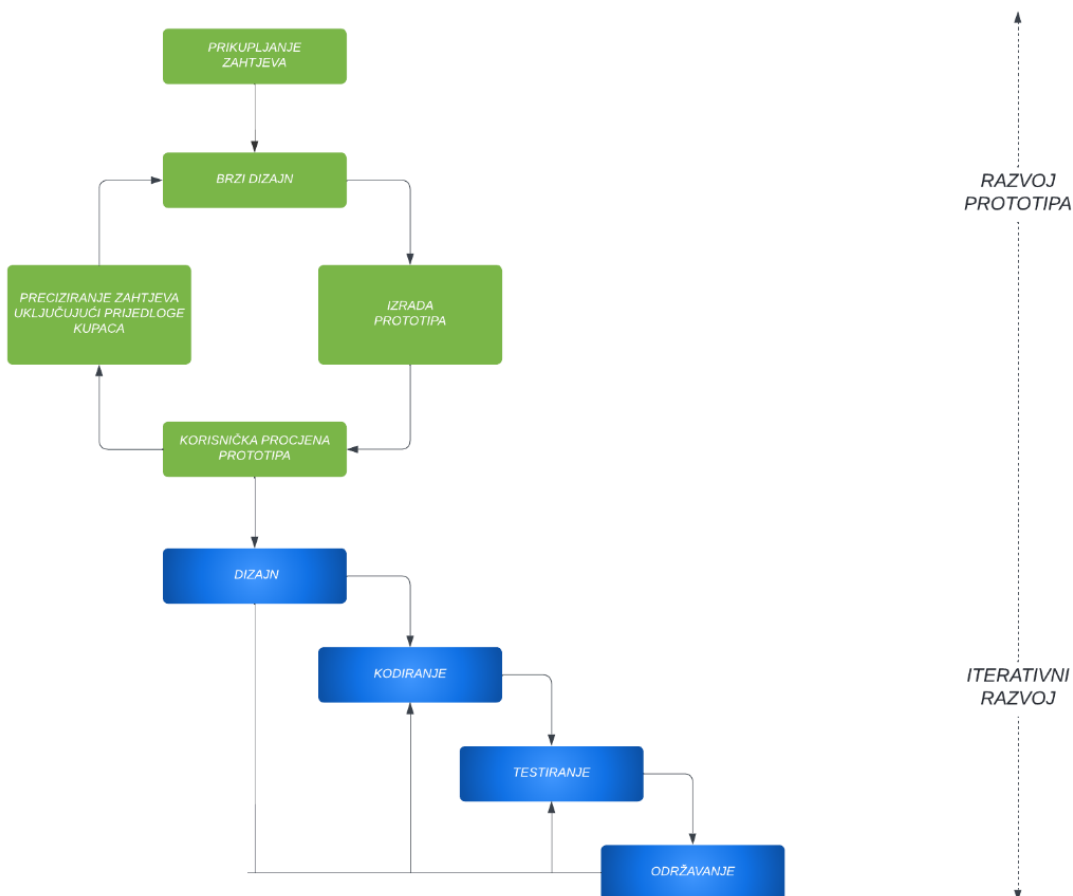 PRIKUPLJANJE
ZAHTJEVA
BRZI DIZAJN
RAZVOJ
PROTOTIPA
PRECIZIRANJE ZAHTJEVA
UKLJUČUJUĆI PRIJEDLOGE
KUPACA
IZRADA
PROTOTIPA
KORISNIČKA PROCJENA
PROTOTIPA
DIZAJN
KODIRANJE
ITERATIVNI
RAZVOJ
TESTIRANJE
ODRŽAVANJE